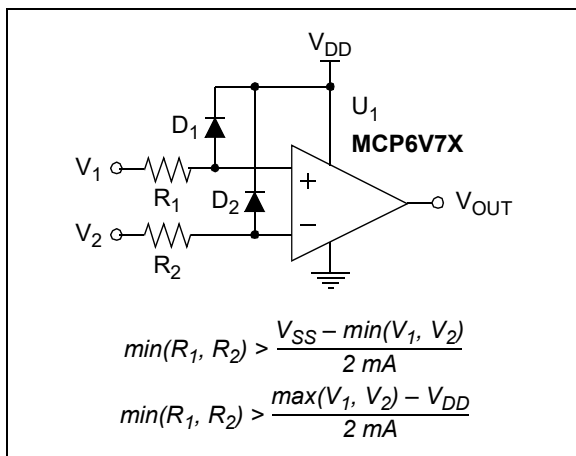 V_DD
U_1
MCP6V7X
D_1
V_1
R_1
D_2
V_2
R_2
+
−
V_OUT
min(R_1, R_2) > (V_SS – min(V_1, V_2)) / 2 mA
min(R_1, R_2) > (max(V_1, V_2) – V_DD) / 2 mA